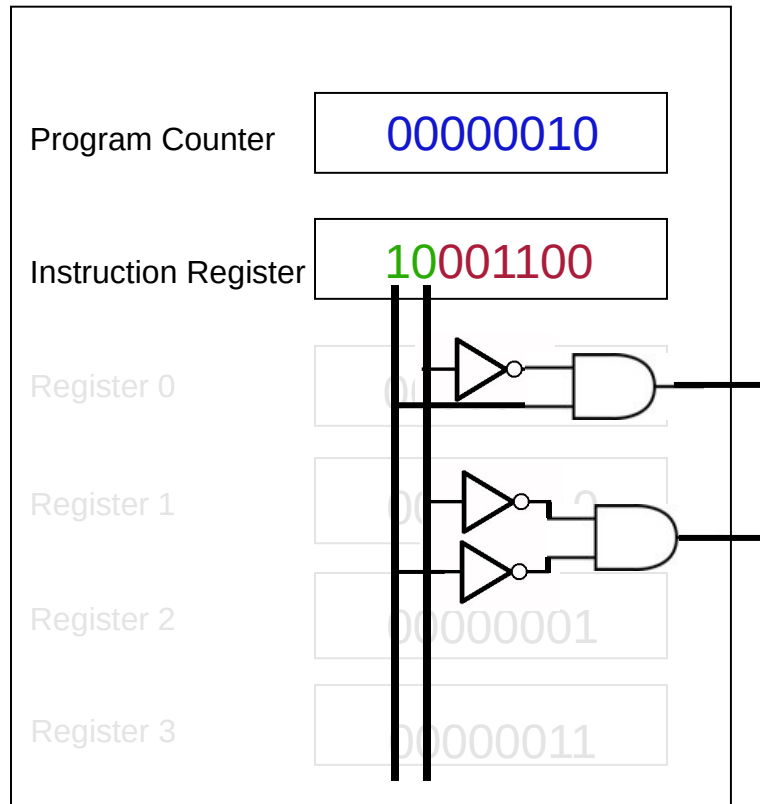 Program Counter 00000010
Instruction Register 10001100
Register 0
Register 1
Register 2 00000001
Register 3 00000011